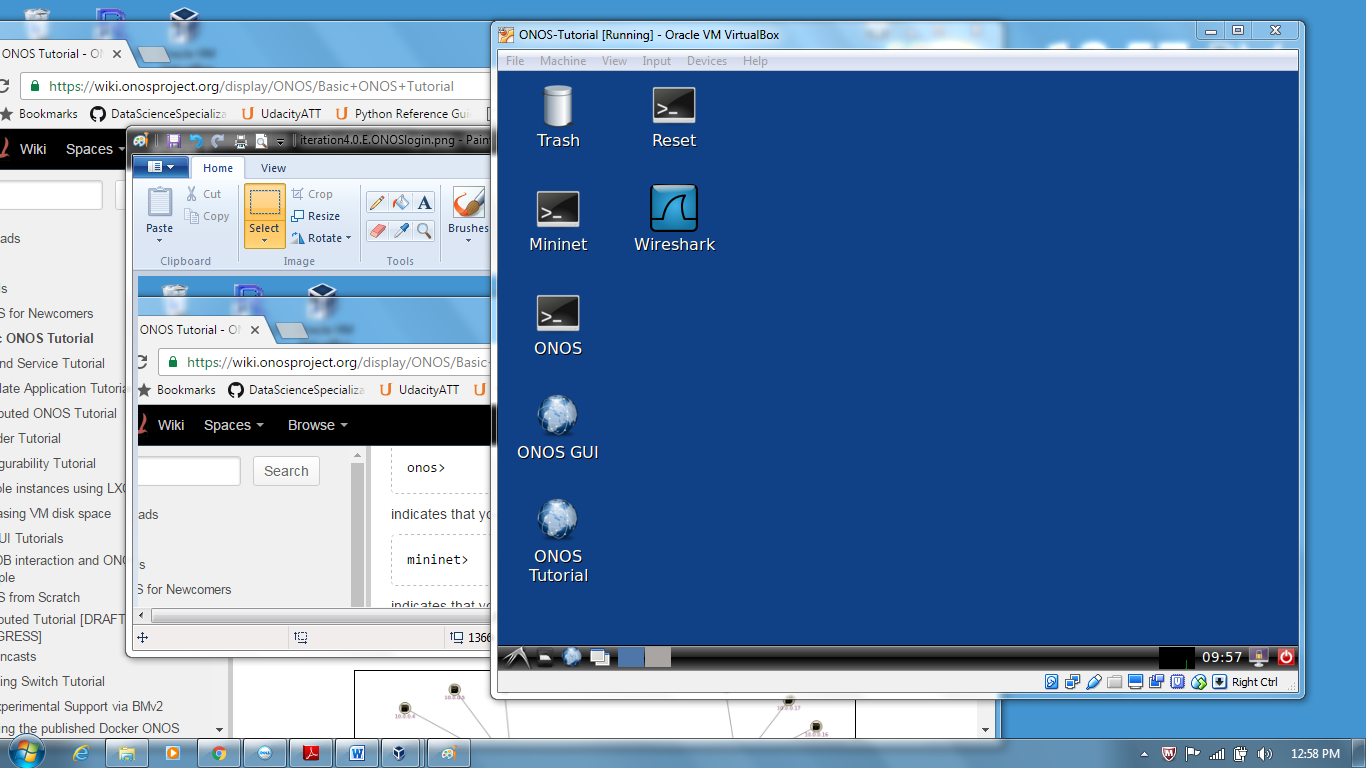 ONOS-Tutorial [Running] - Oracle VM VirtualBox
File Machine View Input Devices Help
Trash
Reset
Mininet
Wireshark
ONOS
ONOS GUI
ONOS
Tutorial
09:57
Right Ctrl
ONOS Tutorial - O
https://wiki.onosproject.org/display/ONOS/Basic+ONOS+Tutorial
Bookmarks DataScienceSpecializa UdacityATT Python Reference Gui
Wiki Spaces
ads
s
S for Newcomers
c ONOS Tutorial
nd Service Tutorial
late Application Tutoria
outed ONOS Tutorial
der Tutorial
gurability Tutorial
ple instances using LXC
asing VM disk space
UI Tutorials
DB interaction and ONO
ple
S from Scratch
outed Tutorial [DRAFT
GRESS]
ncasts
ing Switch Tutorial
xperimental Support via BMv2
ng the published Docker ONOS
iteration4.0.E.ONOSlogin.png - Pain
Home View
Paste
Cut
Copy
Clipboard
Select
Crop
Resize
Rotate
Image
A
Tools
Brushes
ONOS Tutorial - O
https://wiki.onosproject.org/display/ONOS/Basic
Bookmarks DataScienceSpecializa UdacityATT
Wiki Spaces Browse
Search
ads
s
S for Newcomers
onos>
indicates that yo
mininet>
indicates that yo
1366
12:58 PM